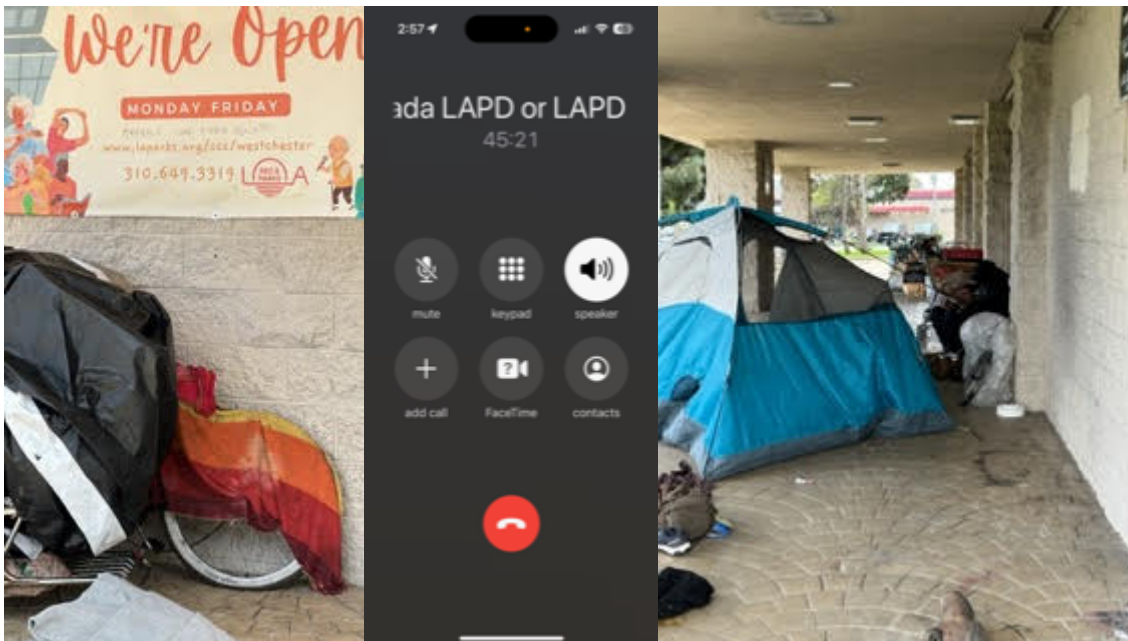 We're Open
MONDAY FRIDAY
www.laparks.org/scc/westchester
310.649.3319 L A
2:57
ada LAPD or LAPD
45:21
mute
keypad
speaker
add call
FaceTime
contacts